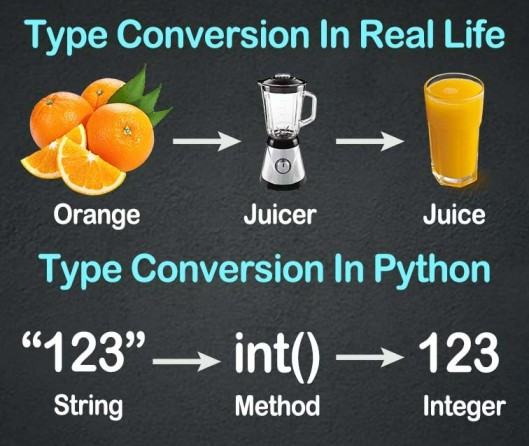 Type Conversion In Real Life
Orange Juicer Juice
Type Conversion In Python
“123” int() 123
String Method Integer